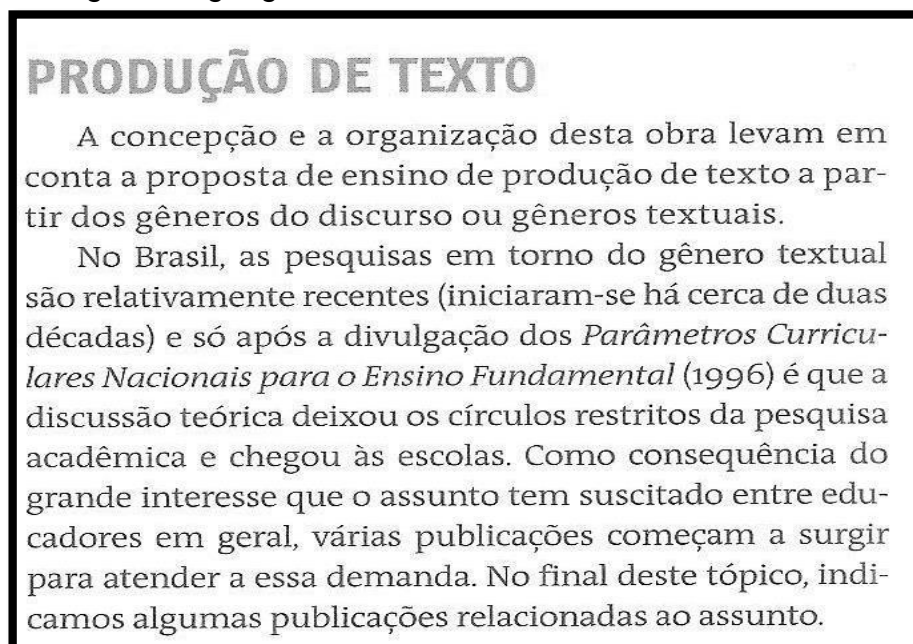 PRODUÇÃO DE TEXTO
A concepção e a organização desta obra levam em
conta a proposta de ensino de produção de texto a par-
tir dos gêneros do discurso ou gêneros textuais.
No Brasil, as pesquisas em torno do gênero textual
são relativamente recentes (iniciaram-se há cerca de duas
décadas) e só após a divulgação dos Parâmetros Curricu-
lares Nacionais para o Ensino Fundamental (1996) é que a
discussão teórica deixou os círculos restritos da pesquisa
acadêmica e chegou às escolas. Como consequência do
grande interesse que o assunto tem suscitado entre edu-
cadores em geral, várias publicações começam a surgir
para atender a essa demanda. No final deste tópico, indi-
camos algumas publicações relacionadas ao assunto.